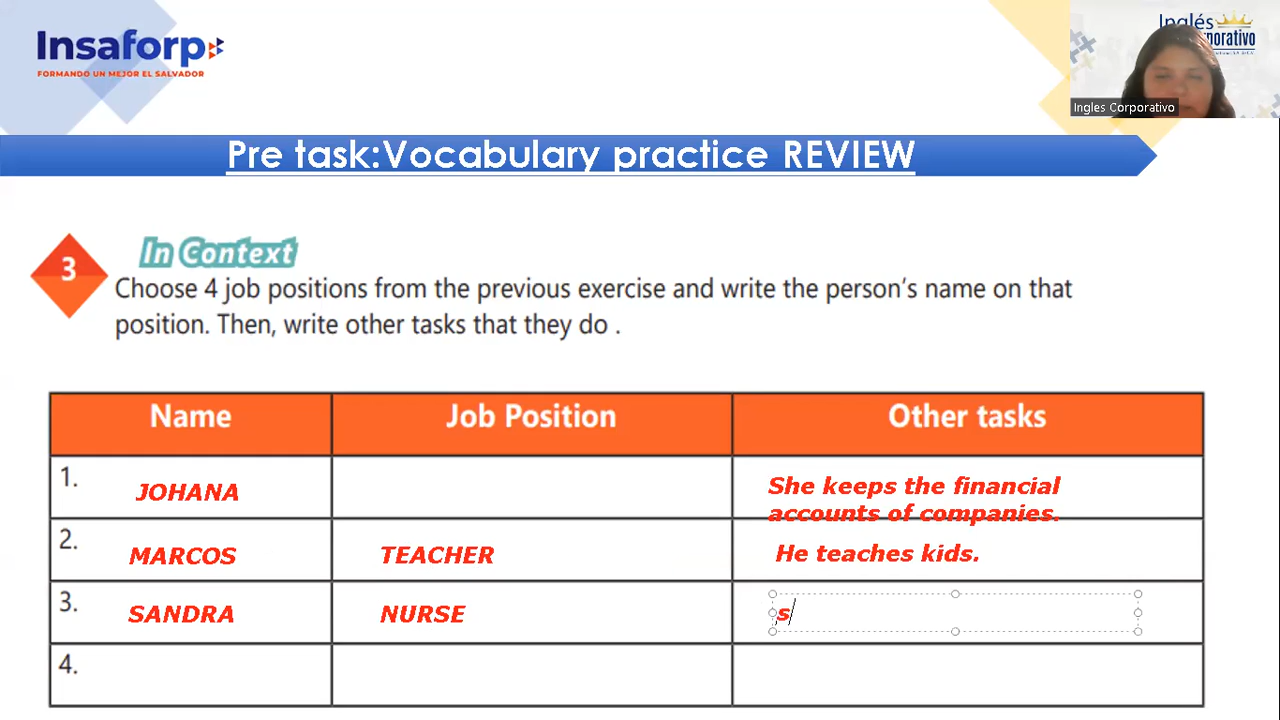 Insaforp
FORMANDO UN MEJOR EL SALVADOR
Inglés
Ingles Corporativo
Pre task:Vocabulary practice REVIEW
3
In Context
Choose 4 job positions from the previous exercise and write the person's name on that
position. Then, write other tasks that they do .
Name Job Position Other tasks
1. JOHANA She keeps the financial
accounts of companies.
2. MARCOS TEACHER He teaches kids.
3. SANDRA NURSE s
4.